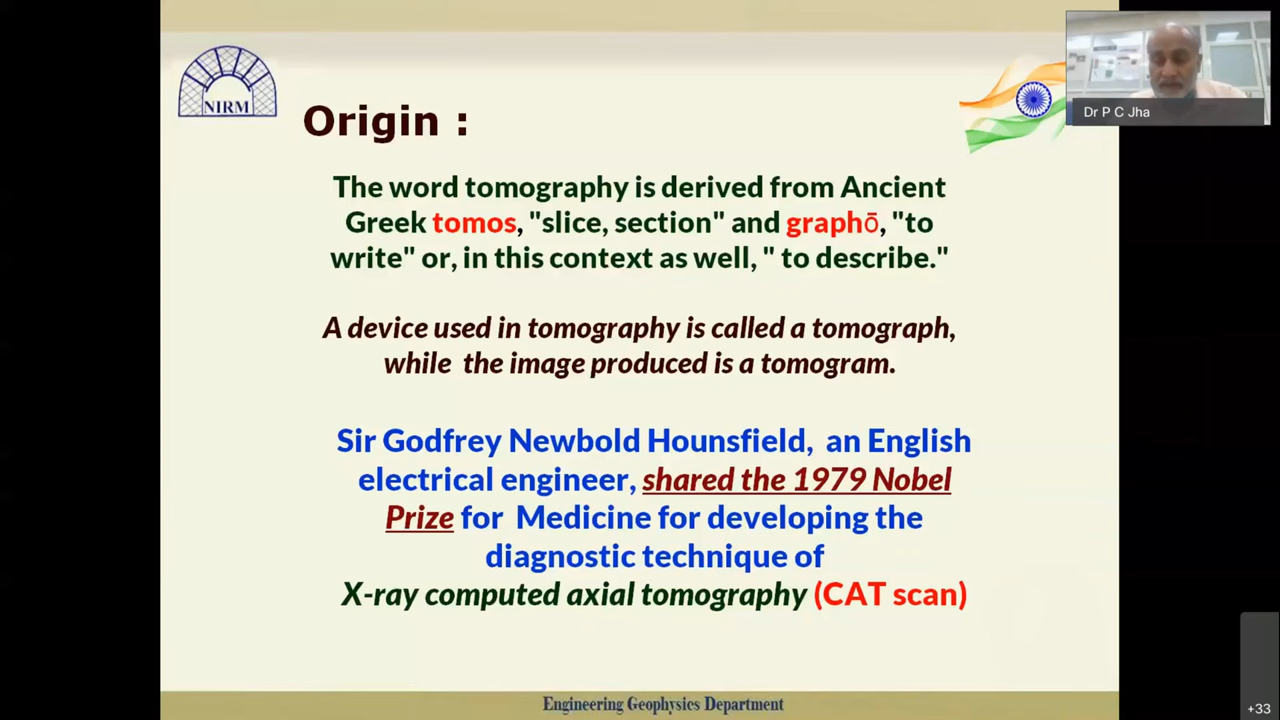 NIRM
Origin :
Dr P C Jha
The word tomography is derived from Ancient
Greek tomos, "slice, section" and graphō, "to
write" or, in this context as well, " to describe."
A device used in tomography is called a tomograph,
while the image produced is a tomogram.
Sir Godfrey Newbold Hounsfield, an English
electrical engineer, shared the 1979 Nobel
Prize for Medicine for developing the
diagnostic technique of
X-ray computed axial tomography (CAT scan)
Engineering Geophysics Department
+33